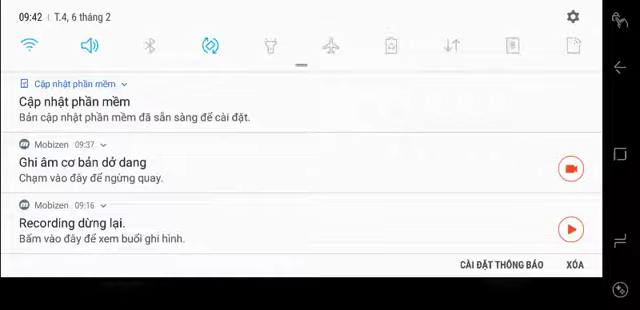 09:42 | T.4, 6 tháng 2
Cập nhật phần mềm
Cập nhật phần mềm
Bản cập nhật phần mềm đã sẵn sàng để cài đặt.
Mobizen 09:37
Ghi âm cơ bản dở dang
Chạm vào đây để ngừng quay.
Mobizen 09:16
Recording dừng lại.
Bấm vào đây để xem buổi ghi hình.
CÀI ĐẶT THÔNG BÁO XÓA